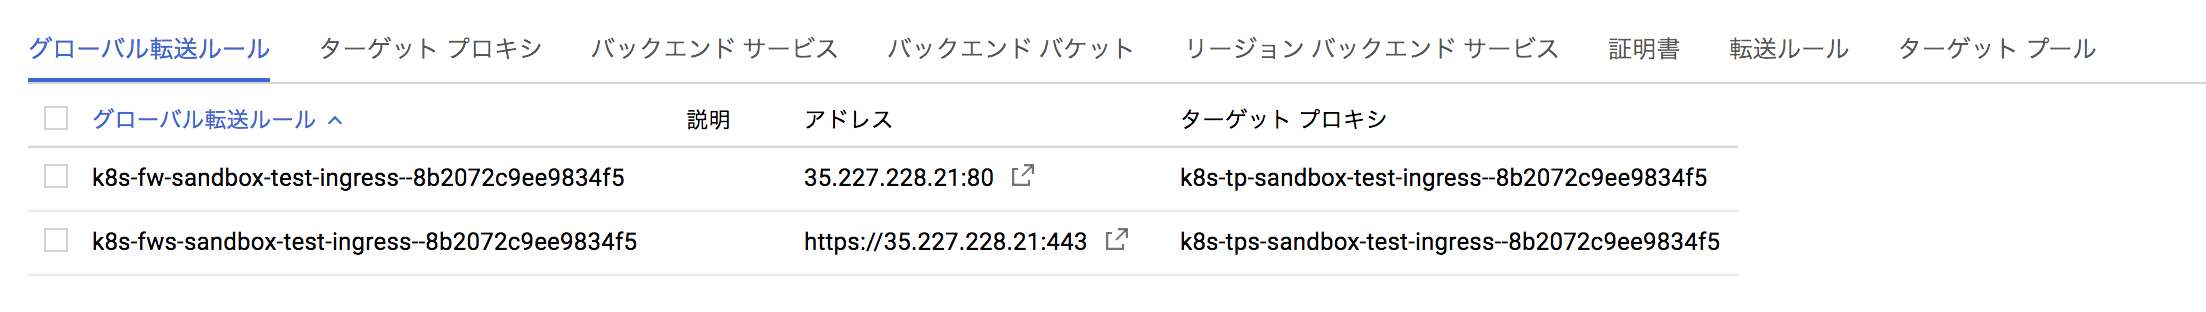 グローバル転送ルール ターゲット プロキシ バックエンド サービス バックエンド バケット リージョン バックエンド サービス 証明書 転送ルール ターゲット プール
グローバル転送ルール 説明 アドレス ターゲット プロキシ
k8s-fw-sandbox-test-ingress--8b2072c9ee9834f5 35.227.228.21:80 k8s-tp-sandbox-test-ingress--8b2072c9ee9834f5
k8s-fws-sandbox-test-ingress--8b2072c9ee9834f5 https://35.227.228.21:443 k8s-tps-sandbox-test-ingress--8b2072c9ee9834f5